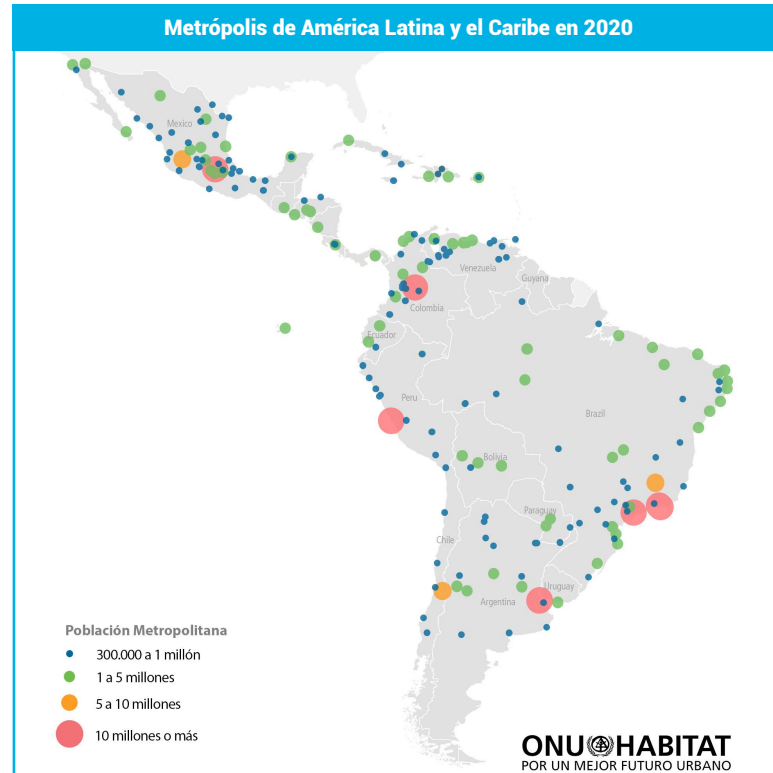 Metrópolis de América Latina y el Caribe en 2020
Mexico
Venezuela
Guyana
Colombia
Ecuador
Peru
Brazil
Bolivia
Paraguay
Chile
Uruguay
Argentina
Población Metropolitana
300.000 a 1 millón
1 a 5 millones
5 a 10 millones
10 millones o más
ONU HABITAT
POR UN MEJOR FUTURO URBANO